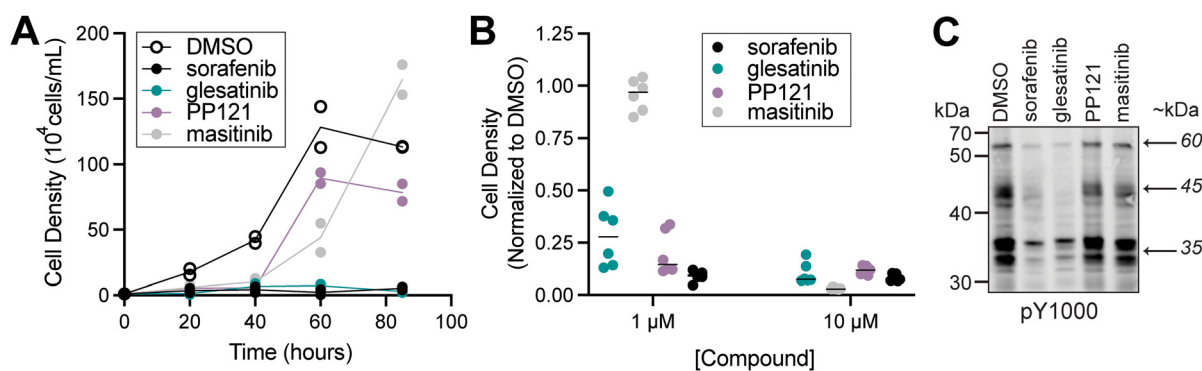 A
Cell Density (10⁴ cells/mL)
200
150
100
50
0
DMSO
sorafenib
glesatinib
PP121
masitinib
0 20 40 60 80 100
Time (hours)
B
Cell Density
(Normalized to DMSO)
1.25
1.00
0.75
0.50
0.25
0.00
sorafenib
glesatinib
PP121
masitinib
1 µM 10 µM
[Compound]
C
DMSO
sorafenib
glesatinib
PP121
masitinib
kDa
~kDa
70
50
40
30
60
45
35
pY1000